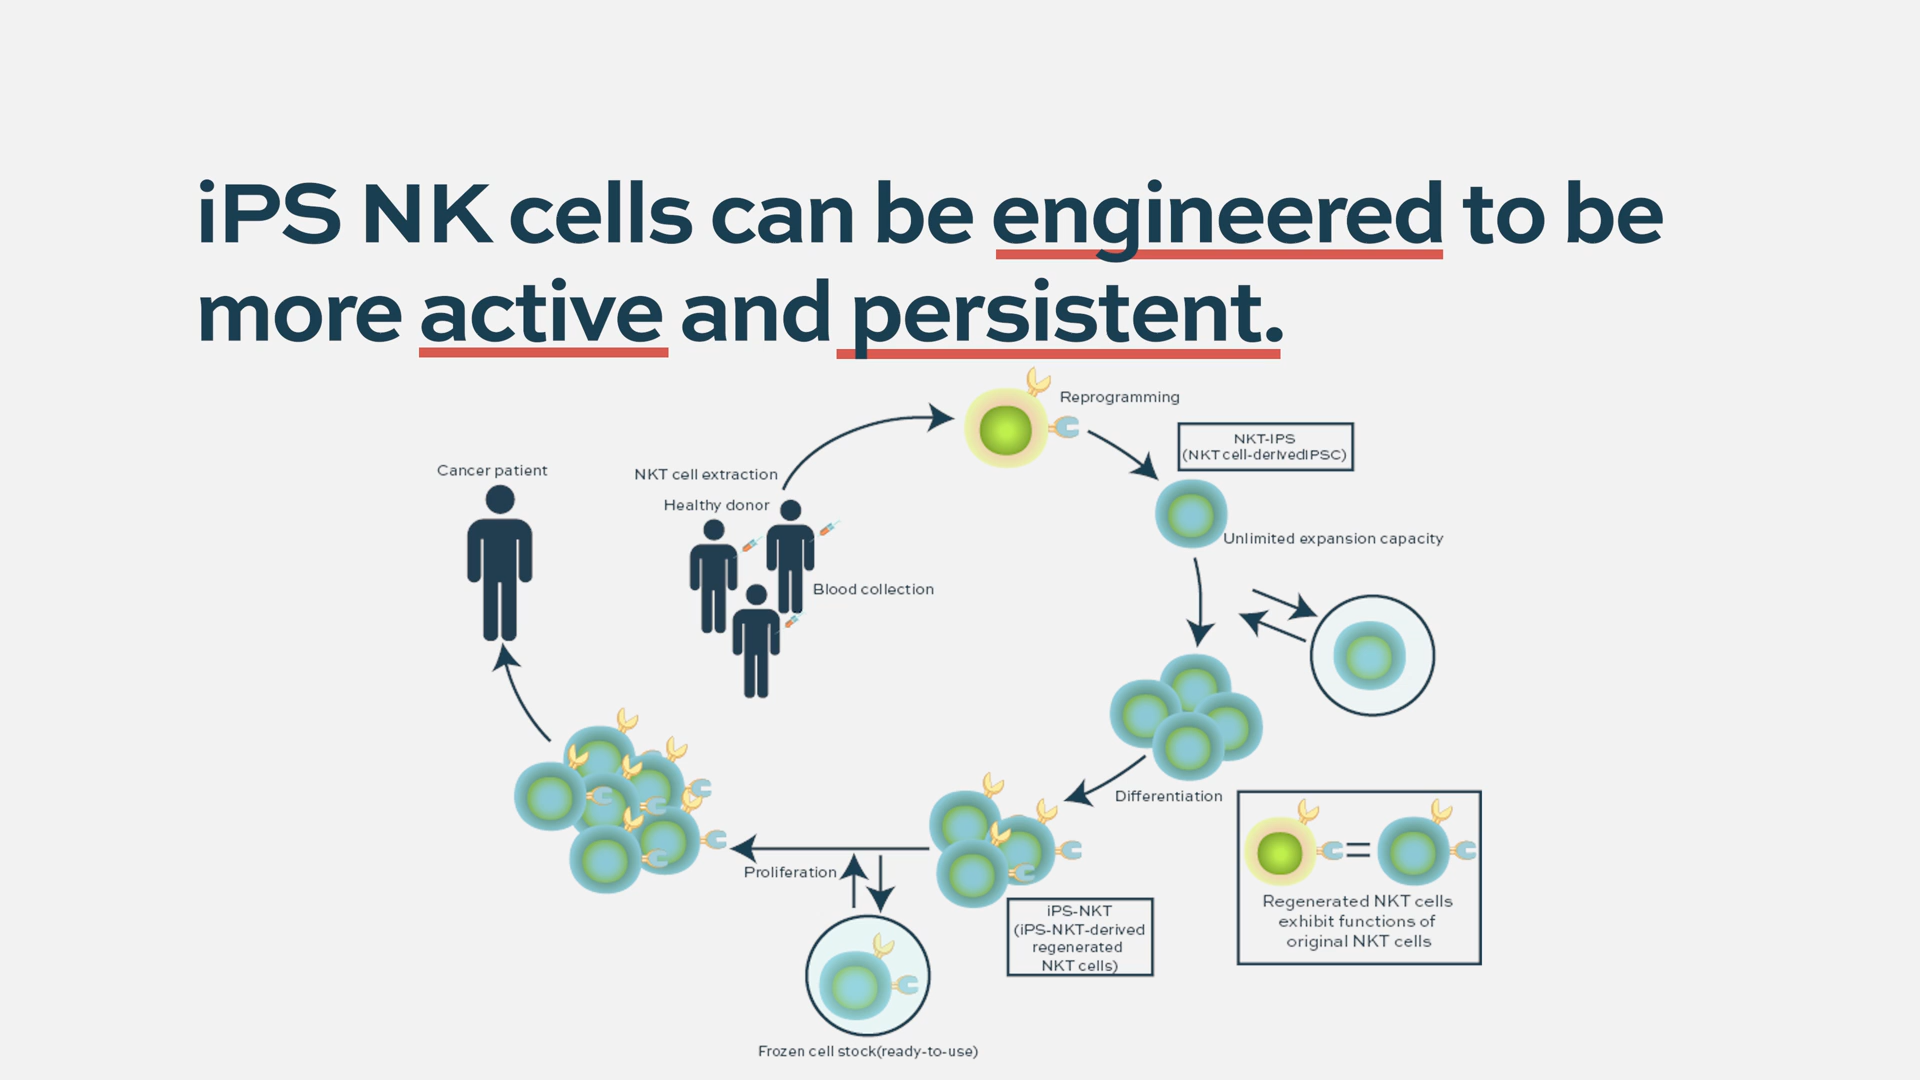 iPS NK cells can be engineered to be
more active and persistent.
Reprogramming
NKT-IPS
(NKT cell-derivedIPSC)
Cancer patient
NKT cell extraction
Healthy donor
Unlimited expansion capacity
Blood collection
Differentiation
Proliferation
iPS-NKT
(iPS-NKT-derived
regenerated
NKT cells)
Regenerated NKT cells
exhibit functions of
original NKT cells
Frozen cell stock(ready-to-use)